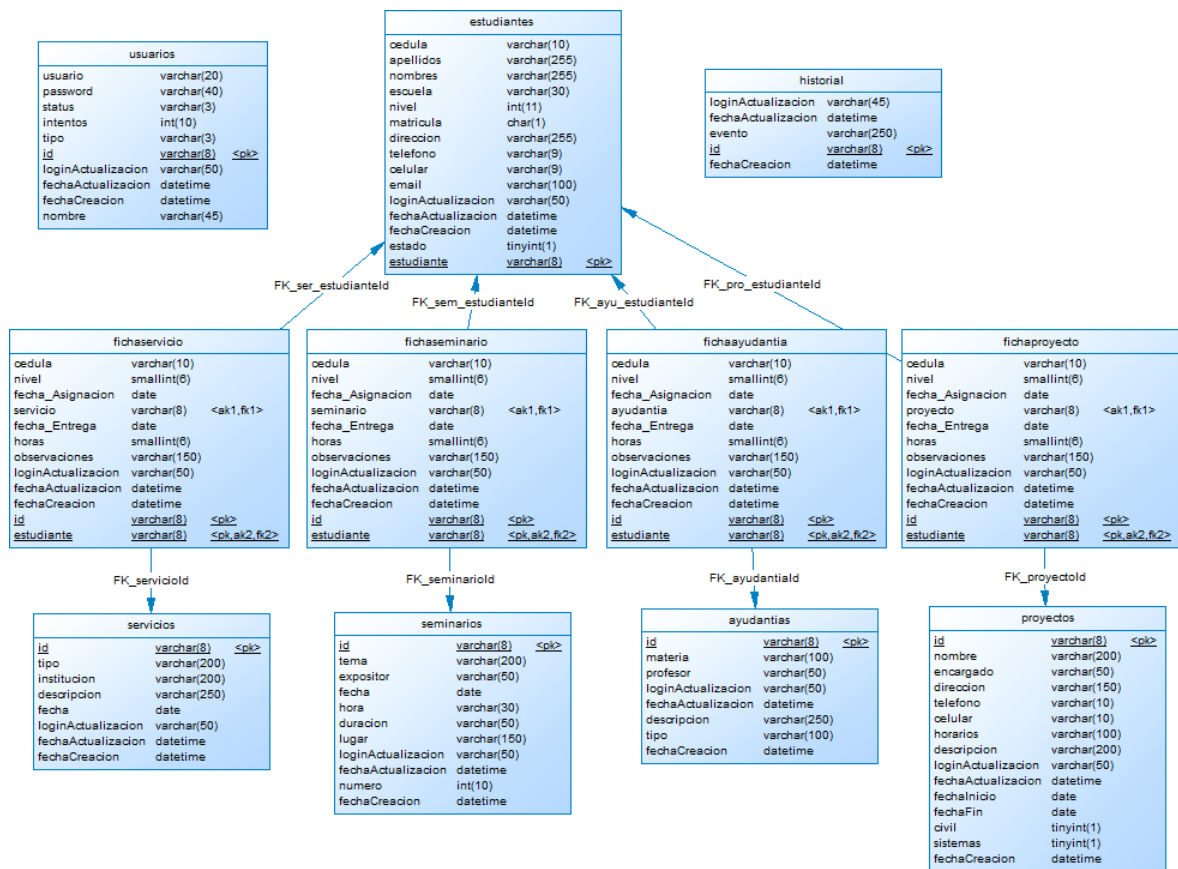 usuarios
usuario varchar(20)
password varchar(40)
status varchar(3)
intentos int(10)
tipo varchar(3)
id varchar(8) <pk>
loginActualizacion varchar(50)
fechaActualizacion datetime
fechaCreacion datetime
nombre varchar(45)
estudiantes
cedula varchar(10)
apellidos varchar(255)
nombres varchar(255)
escuela varchar(30)
nivel int(11)
matricula char(1)
direccion varchar(255)
telefono varchar(9)
celular varchar(9)
email varchar(100)
loginActualizacion varchar(50)
fechaActualizacion datetime
fechaCreacion datetime
estado tinyint(1)
estudiante varchar(8) <pk>
historial
loginActualizacion varchar(45)
fechaActualizacion datetime
evento varchar(250)
id varchar(8) <pk>
fechaCreacion datetime
FK_ser_estudianteId
FK_sem_estudianteId
FK_ayu_estudianteId
FK_pro_estudianteId
fichaservicio
cedula varchar(10)
nivel smallint(6)
fecha_Asignacion date
servicio varchar(8) <ak1,fk1>
fecha_Entrega date
horas smallint(6)
observaciones varchar(150)
loginActualizacion varchar(50)
fechaActualizacion datetime
fechaCreacion datetime
id varchar(8) <pk>
estudiante varchar(8) <pk,ak2,fk2>
fichaseminario
cedula varchar(10)
nivel smallint(6)
fecha_Asignacion date
seminario varchar(8) <ak1,fk1>
fecha_Entrega date
horas smallint(6)
observaciones varchar(150)
loginActualizacion varchar(50)
fechaActualizacion datetime
fechaCreacion datetime
id varchar(8) <pk>
estudiante varchar(8) <pk,ak2,fk2>
fichaayudantia
cedula varchar(10)
nivel smallint(6)
fecha_Asignacion date
ayudantia varchar(8) <ak1,fk1>
fecha_Entrega date
horas smallint(6)
observaciones varchar(150)
loginActualizacion varchar(50)
fechaActualizacion datetime
fechaCreacion datetime
id varchar(8) <pk>
estudiante varchar(8) <pk,ak2,fk2>
fichaproyecto
cedula varchar(10)
nivel smallint(6)
fecha_Asignacion date
proyecto varchar(8) <ak1,fk1>
fecha_Entrega date
horas smallint(6)
observaciones varchar(150)
loginActualizacion varchar(50)
fechaActualizacion datetime
fechaCreacion datetime
id varchar(8) <pk>
estudiante varchar(8) <pk,ak2,fk2>
FK_servicioId
FK_seminarioId
FK_ayudantiaId
FK_proyectoId
servicios
id varchar(8) <pk>
tipo varchar(200)
institucion varchar(200)
descripcion varchar(250)
fecha date
loginActualizacion varchar(50)
fechaActualizacion datetime
fechaCreacion datetime
seminarios
id varchar(8) <pk>
tema varchar(200)
expositor varchar(50)
fecha date
hora varchar(30)
duracion varchar(50)
lugar varchar(150)
loginActualizacion varchar(50)
fechaActualizacion datetime
numero int(10)
fechaCreacion datetime
ayudantias
id varchar(8) <pk>
materia varchar(100)
profesor varchar(50)
loginActualizacion varchar(50)
fechaActualizacion datetime
descripcion varchar(250)
tipo varchar(100)
fechaCreacion datetime
proyectos
id varchar(8) <pk>
nombre varchar(200)
encargado varchar(50)
direccion varchar(150)
telefono varchar(10)
celular varchar(10)
horarios varchar(100)
descripcion varchar(200)
loginActualizacion varchar(50)
fechaActualizacion datetime
fechaInicio date
fechaFin date
civil tinyint(1)
sistemas tinyint(1)
fechaCreacion datetime